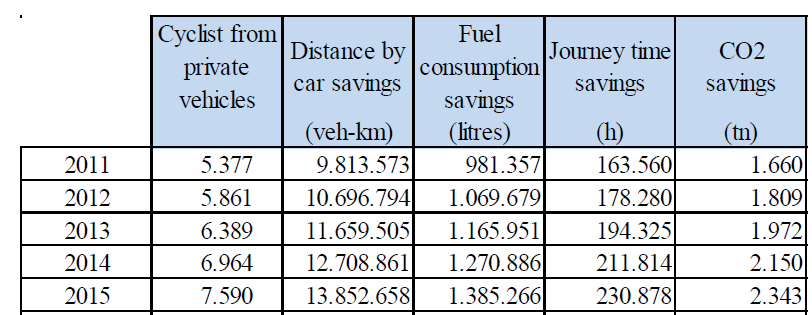 Cyclist from private vehicles
Distance by car savings (veh-km)
Fuel consumption savings (litres)
Journey time savings (h)
CO2 savings (tn)
2011 5.377 9.813.573 981.357 163.560 1.660
2012 5.861 10.696.794 1.069.679 178.280 1.809
2013 6.389 11.659.505 1.165.951 194.325 1.972
2014 6.964 12.708.861 1.270.886 211.814 2.150
2015 7.590 13.852.658 1.385.266 230.878 2.343